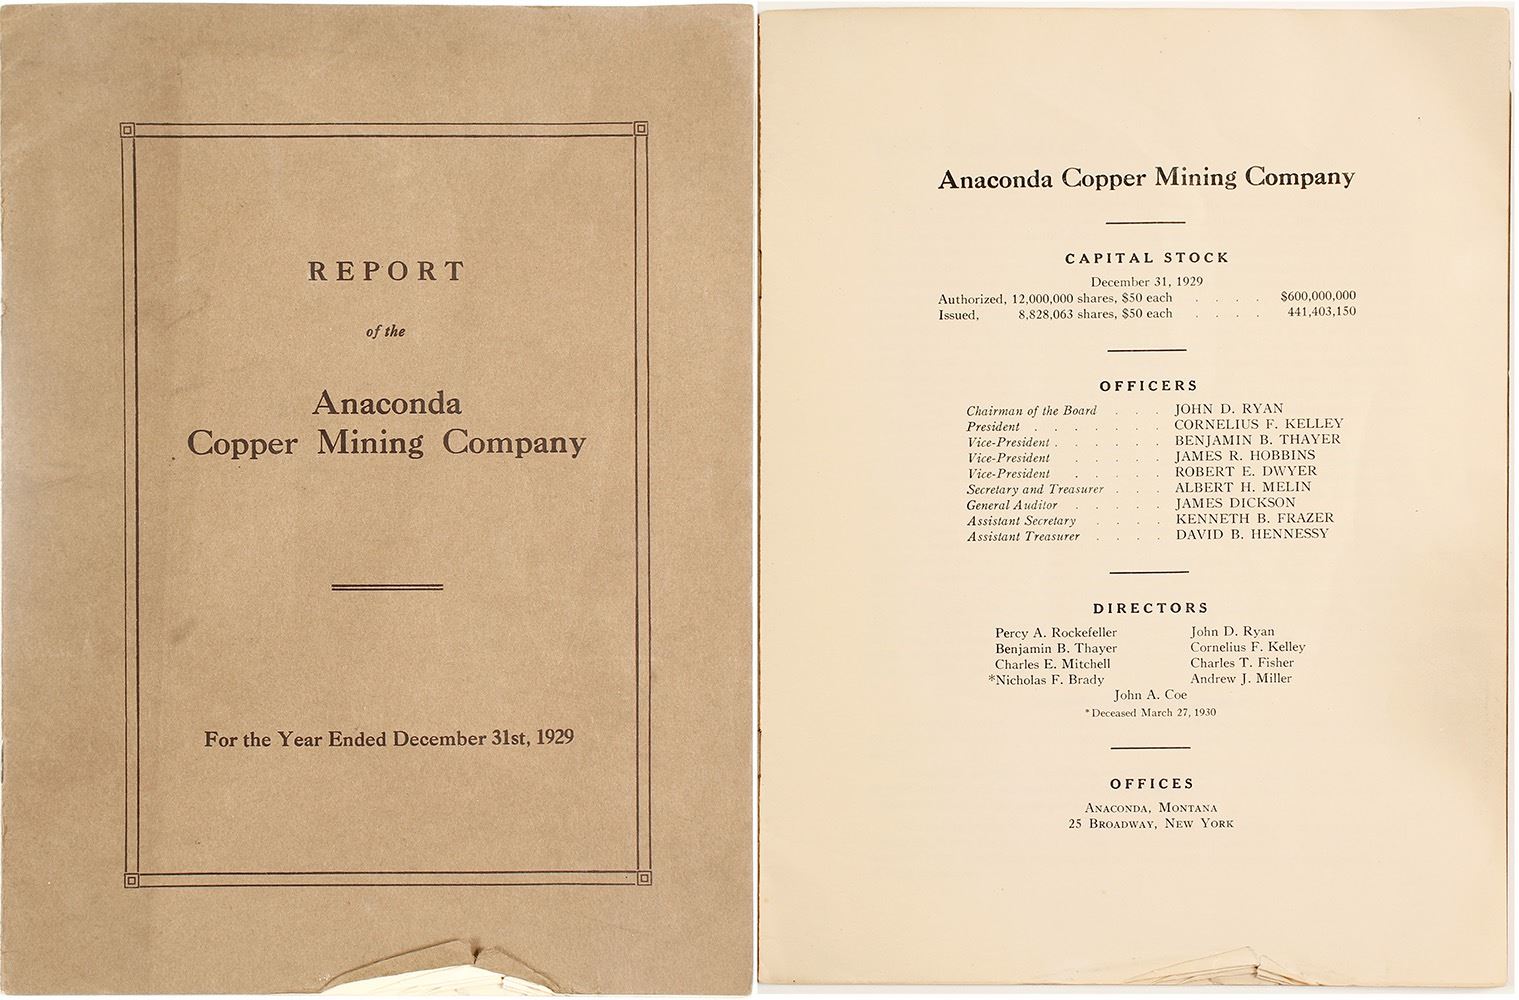 REPORT
of the
Anaconda
Copper Mining Company
For the Year Ended December 31st, 1929
Anaconda Copper Mining Company
CAPITAL STOCK
December 31, 1929
Authorized, 12,000,000 shares, $50 each . . . . $600,000,000
Issued, 8,828,063 shares, $50 each . . . . 441,403,150
OFFICERS
Chairman of the Board . . . JOHN D. RYAN
President . . . . . . . CORNELIUS F. KELLEY
Vice-President . . . . . . BENJAMIN B. THAYER
Vice-President . . . . . JAMES R. HOBBINS
Vice-President . . . . . ROBERT E. DWYER
Secretary and Treasurer . . . ALBERT H. MELIN
General Auditor . . . . . JAMES DICKSON
Assistant Secretary . . . . KENNETH B. FRAZER
Assistant Treasurer . . . . DAVID B. HENNESSY
DIRECTORS
Percy A. Rockefeller John D. Ryan
Benjamin B. Thayer Cornelius F. Kelley
Charles E. Mitchell Charles T. Fisher
*Nicholas F. Brady Andrew J. Miller
John A. Coe
* Deceased March 27, 1930
OFFICES
ANACONDA, MONTANA
25 BROADWAY, NEW YORK